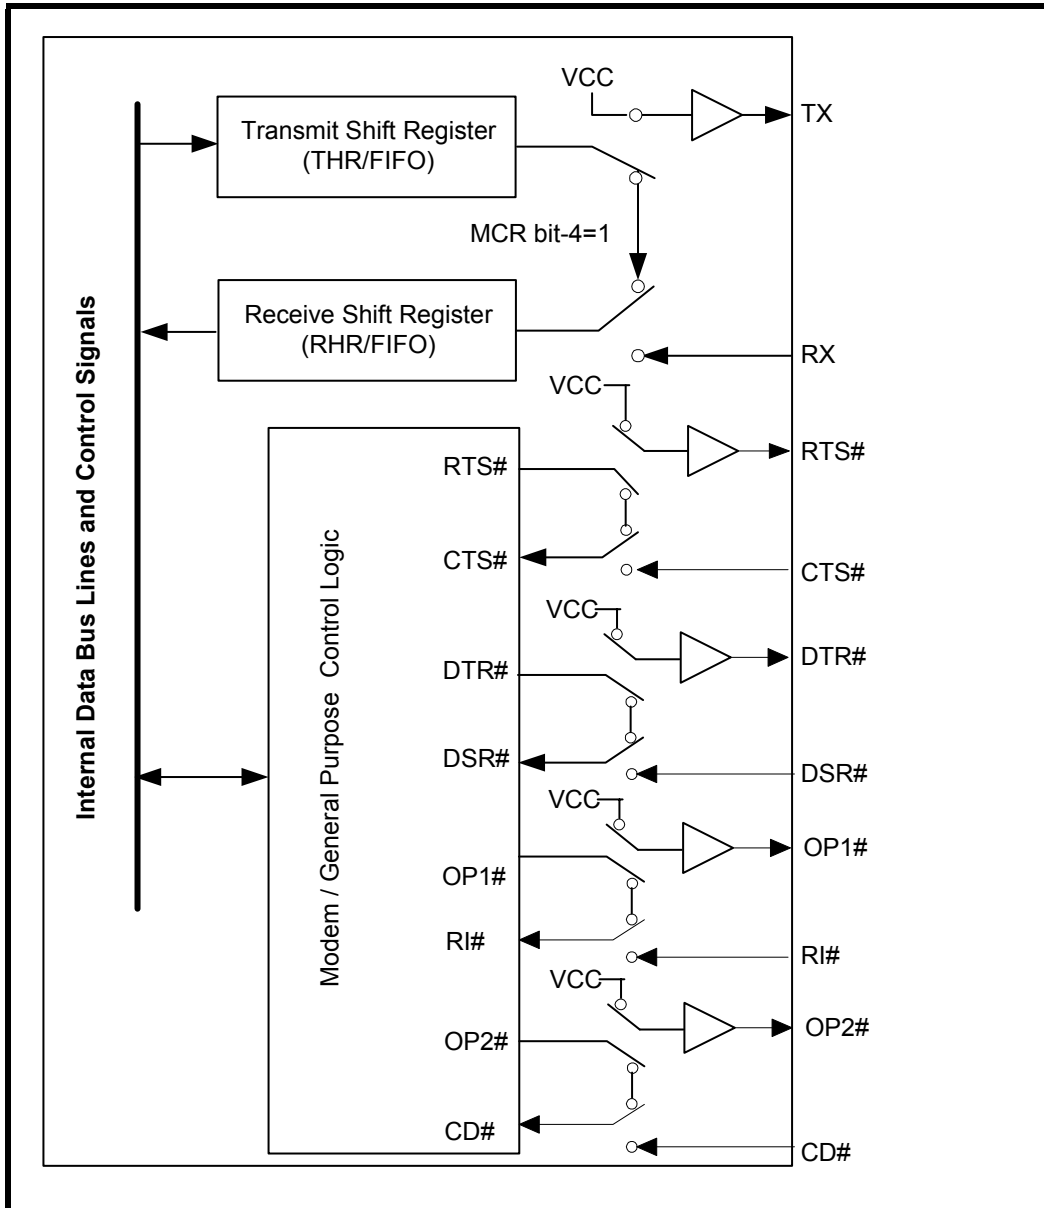 VCC
TX
Transmit Shift Register
(THR/FIFO)
MCR bit-4=1
Receive Shift Register
(RHR/FIFO)
RX
Internal Data Bus Lines and Control Signals
VCC
RTS#
RTS#
CTS#
CTS#
Modem / General Purpose Control Logic
VCC
DTR#
DTR#
DSR#
DSR#
VCC
OP1#
OP1#
RI#
RI#
VCC
OP2#
OP2#
CD#
CD#